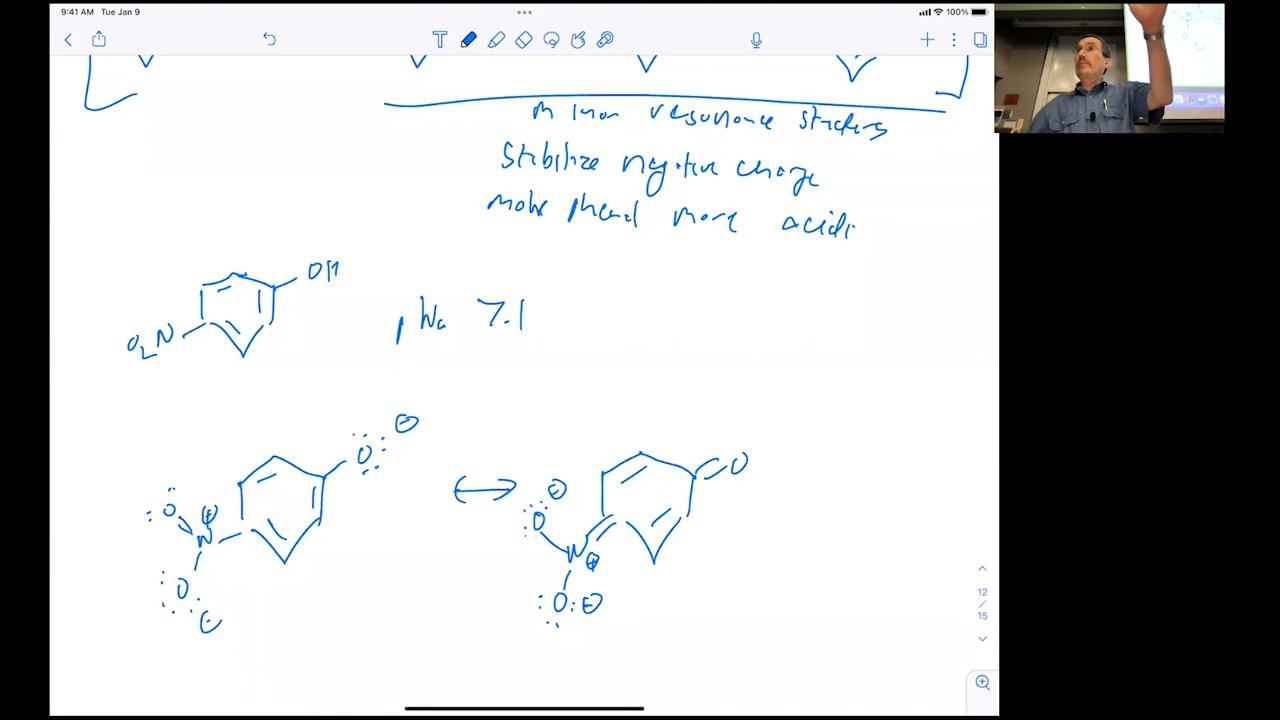 9:41 AM Tue Jan 9
100%
minor resonance structures
Stabilize negative charge
make phenol more acidic
OH
O2N
pKa 7.1
⊖
O
O
⊕
N
O
⊖
↔
⊖
O
O
N
⊕
O
⊖
12
/
15